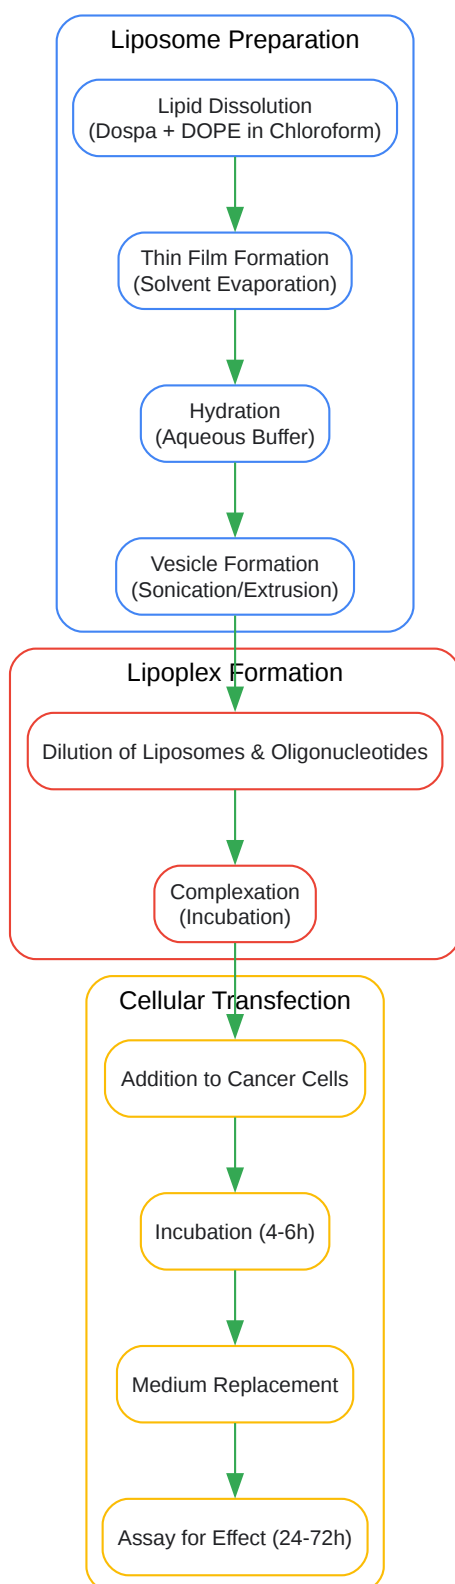 Liposome Preparation
Lipid Dissolution
(Dospa + DOPE in Chloroform)
Thin Film Formation
(Solvent Evaporation)
Hydration
(Aqueous Buffer)
Vesicle Formation
(Sonication/Extrusion)
Lipoplex Formation
Dilution of Liposomes & Oligonucleotides
Complexation
(Incubation)
Cellular Transfection
Addition to Cancer Cells
Incubation (4-6h)
Medium Replacement
Assay for Effect (24-72h)